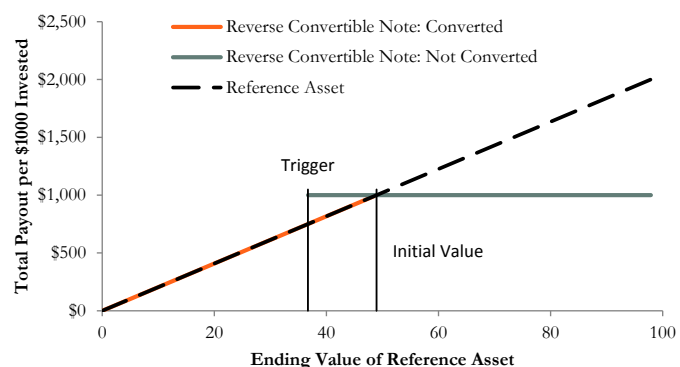 Total Payout per $1000 Invested
$2,500
$2,000
$1,500
$1,000
$500
$0
Reverse Convertible Note: Converted
Reverse Convertible Note: Not Converted
Reference Asset
Trigger
Initial Value
0
20
40
60
80
100
Ending Value of Reference Asset